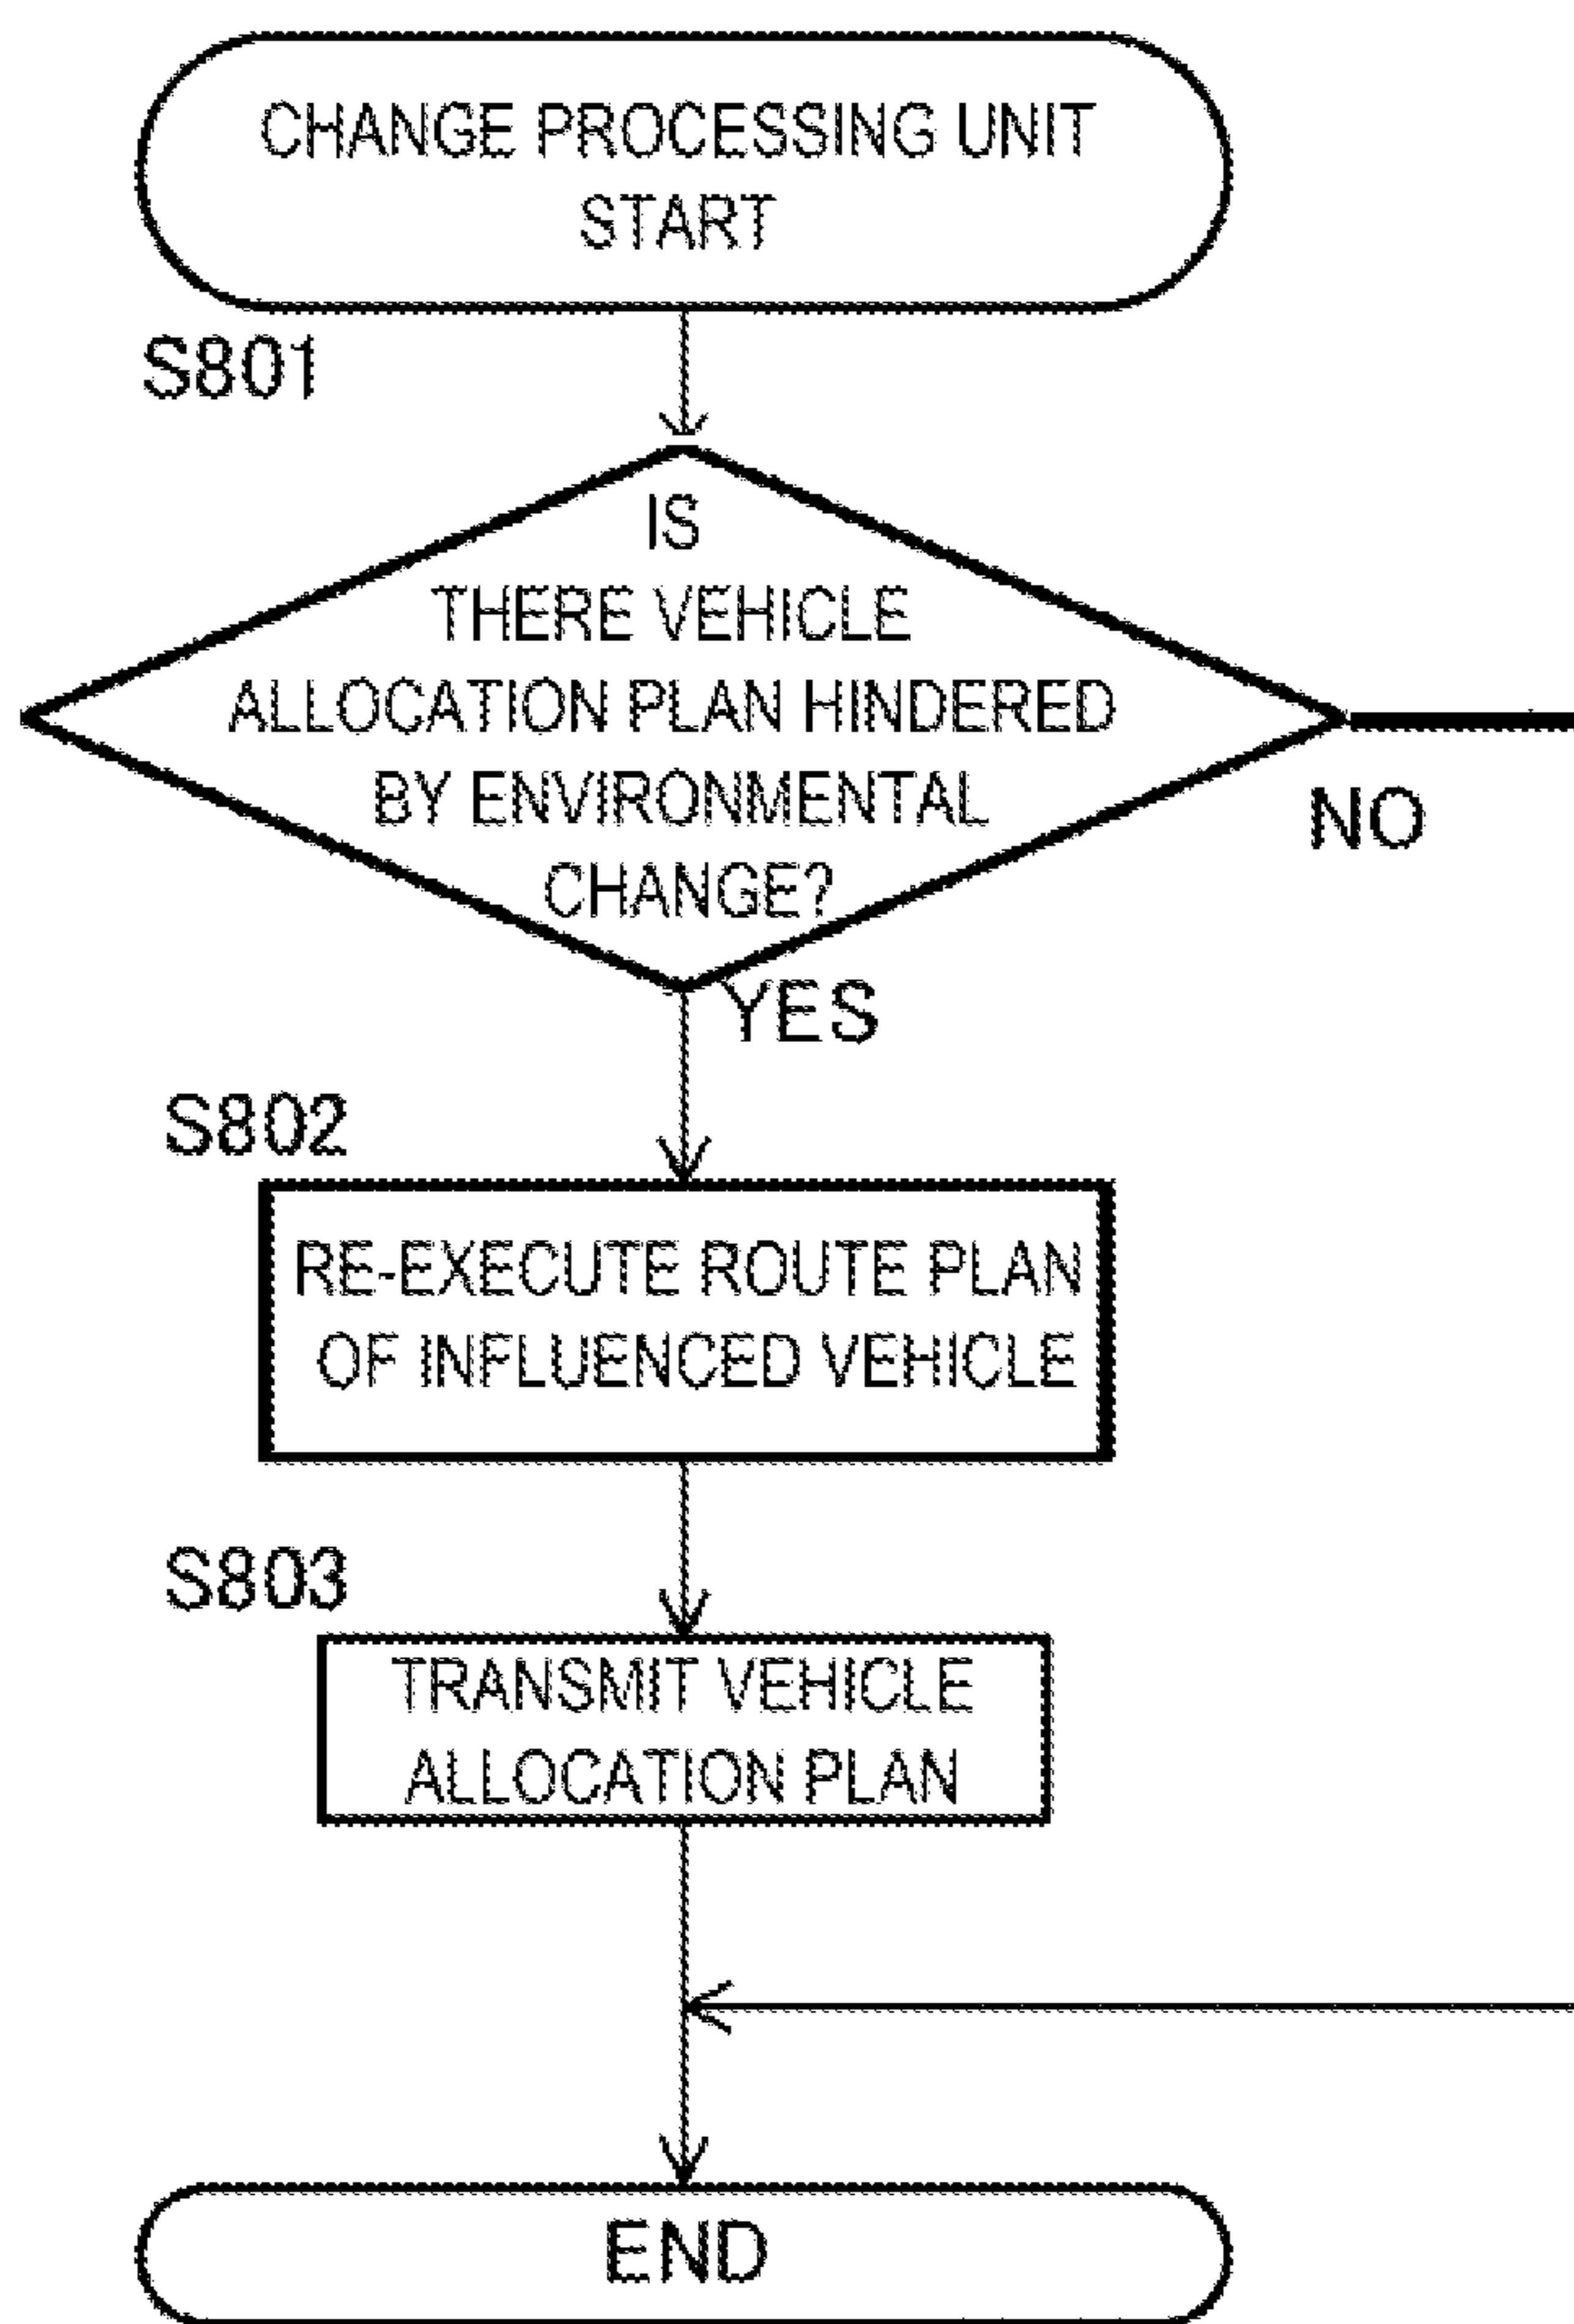 CHANGE PROCESSING UNIT
START
S801
IS
THERE VEHICLE
ALLOCATION PLAN HINDERED
BY ENVIRONMENTAL
CHANGE?
NO
YES
S802
RE-EXECUTE ROUTE PLAN
OF INFLUENCED VEHICLE
S803
TRANSMIT VEHICLE
ALLOCATION PLAN
END